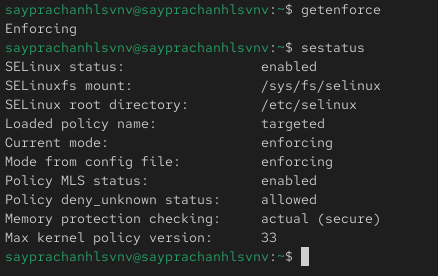 sayprachanhlsvnv@sayprachanhlsvnv:~$ getenforce
Enforcing
sayprachanhlsvnv@sayprachanhlsvnv:~$ sestatus
SELinux status:                 enabled
SELinuxfs mount:                /sys/fs/selinux
SELinux root directory:         /etc/selinux
Loaded policy name:             targeted
Current mode:                   enforcing
Mode from config file:          enforcing
Policy MLS status:              enabled
Policy deny_unknown status:     allowed
Memory protection checking:     actual (secure)
Max kernel policy version:      33
sayprachanhlsvnv@sayprachanhlsvnv:~$